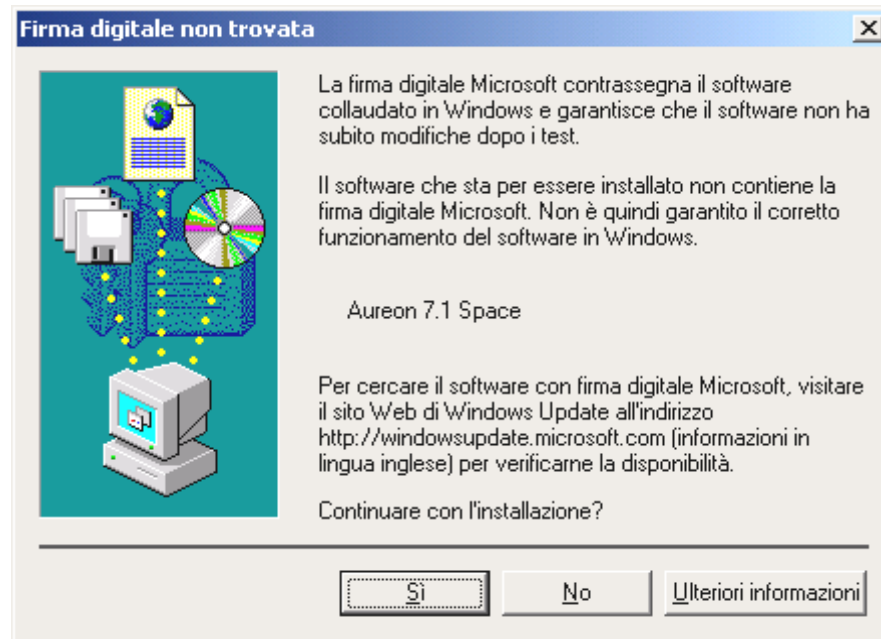 Firma digitale non trovata
La firma digitale Microsoft contrassegna il software
collaudato in Windows e garantisce che il software non ha
subito modifiche dopo i test.
Il software che sta per essere installato non contiene la
firma digitale Microsoft. Non è quindi garantito il corretto
funzionamento del software in Windows.
Aureon 7.1 Space
Per cercare il software con firma digitale Microsoft, visitare
il sito Web di Windows Update all'indirizzo
http://windowsupdate.microsoft.com (informazioni in
lingua inglese) per verificarne la disponibilità.
Continuare con l'installazione?
Sì
No
Ulteriori informazioni